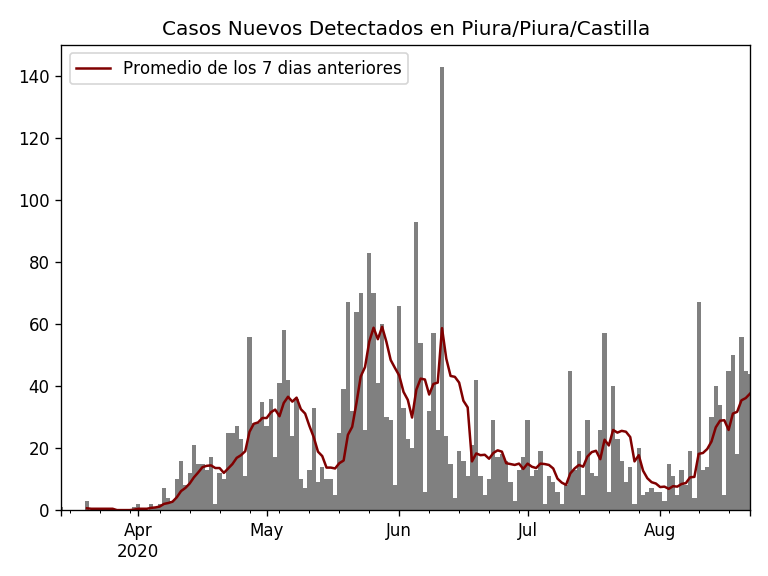 Casos Nuevos Detectados en Piura/Piura/Castilla
Promedio de los 7 dias anteriores
140
120
100
80
60
40
20
0
Apr
2020
May
Jun
Jul
Aug